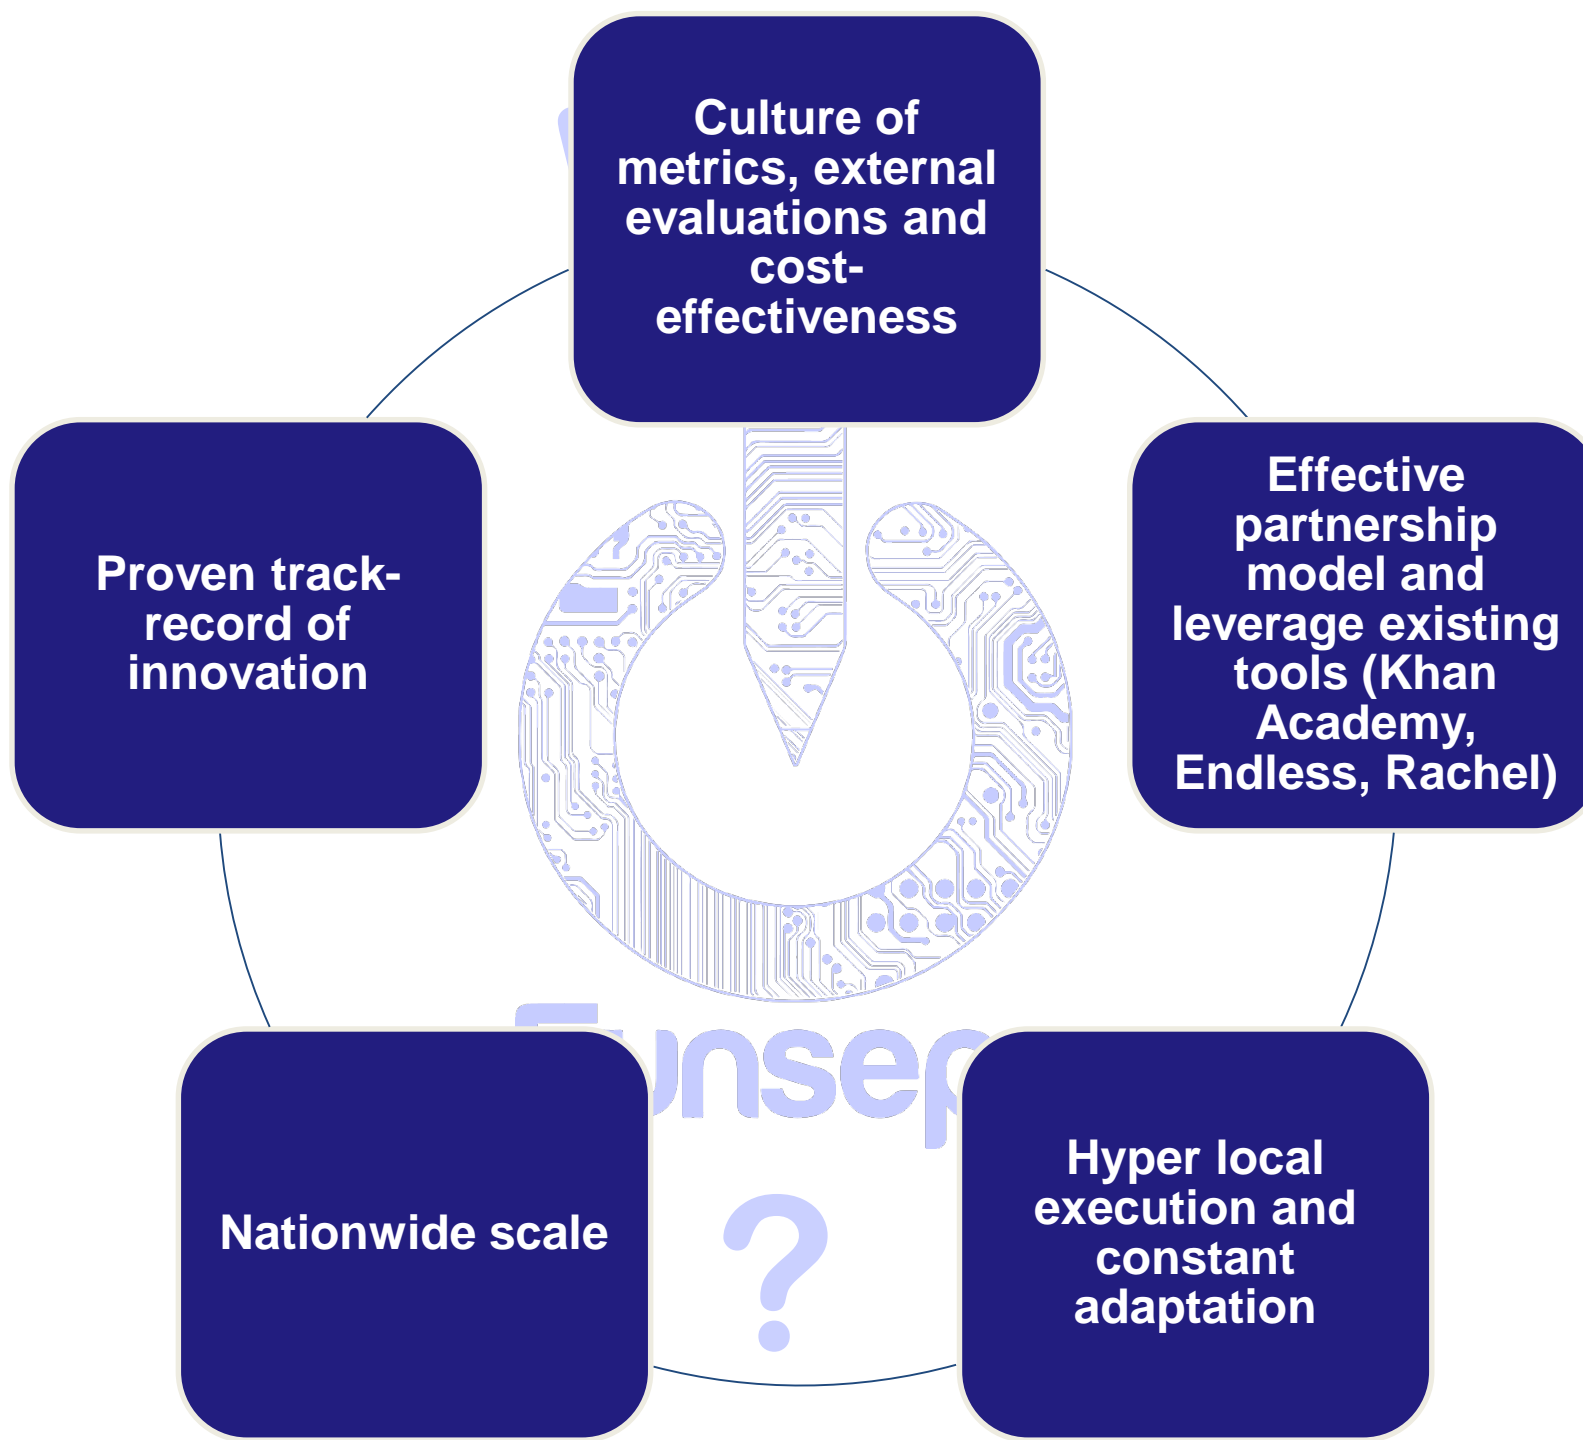 Culture of
metrics, external
evaluations and
cost-
effectiveness
Effective
partnership
model and
leverage existing
tools (Khan
Academy,
Endless, Rachel)
Hyper local
execution and
constant
adaptation
Nationwide scale
Proven track-
record of
innovation
?